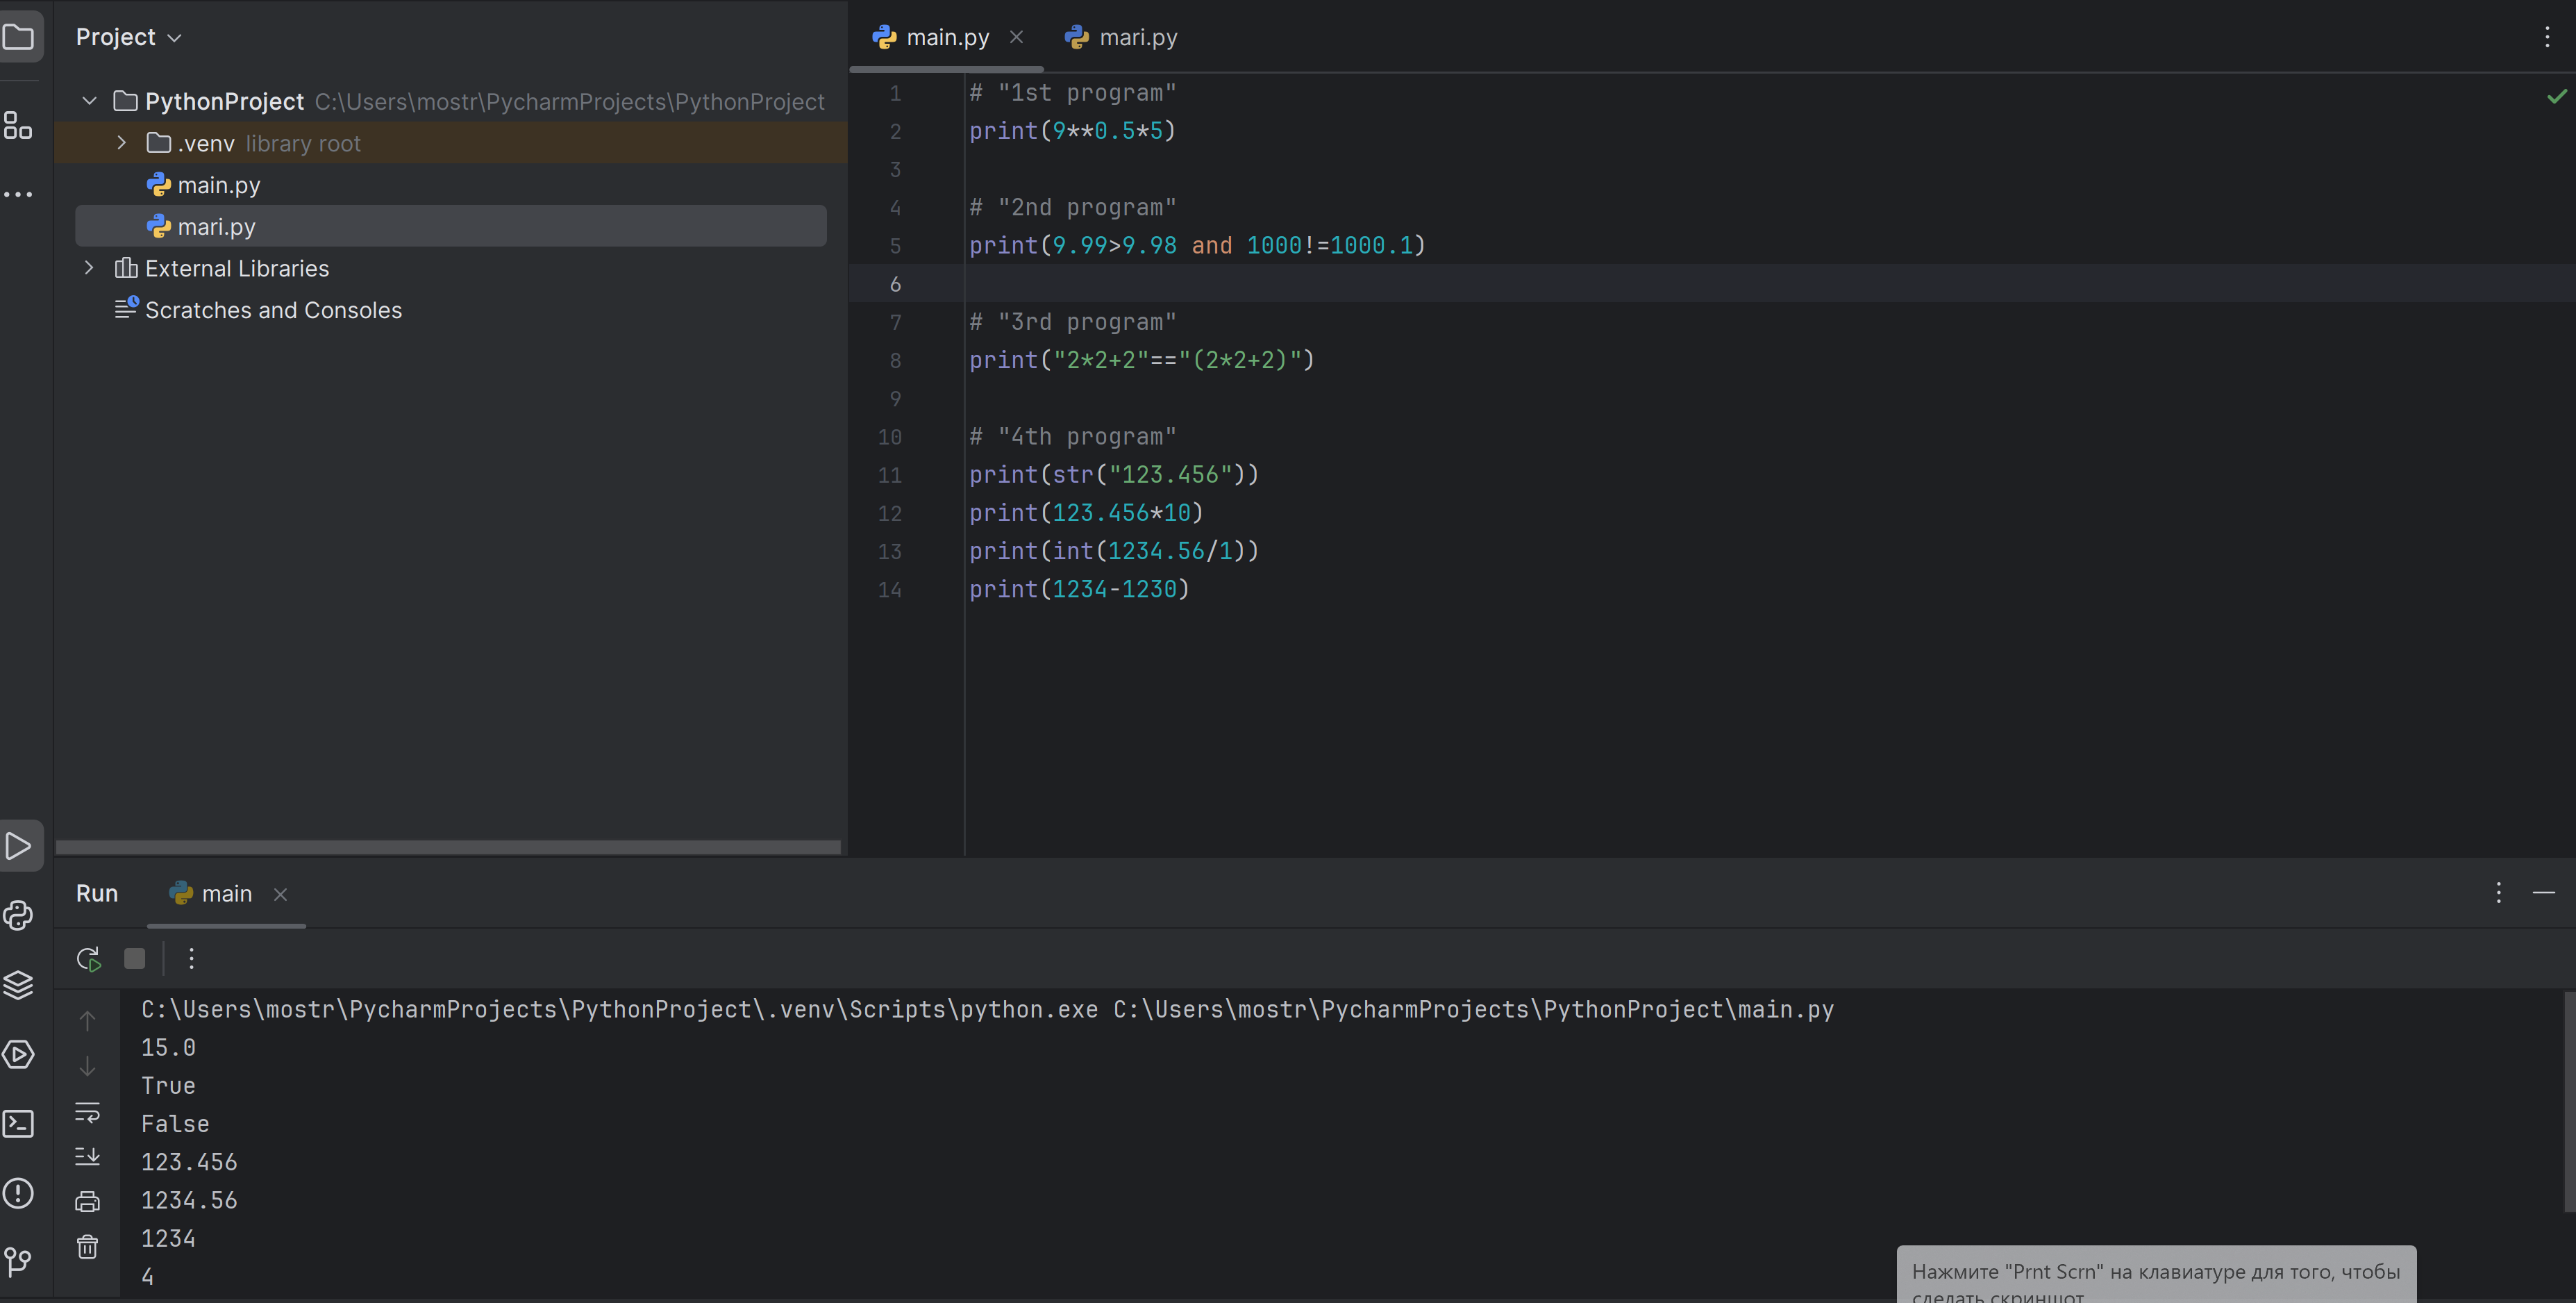 Project
PythonProject C:\Users\mostr\PycharmProjects\PythonProject
.venv library root
main.py
mari.py
External Libraries
Scratches and Consoles
main.py mari.py
1 # "1st program"
2 print(9**0.5*5)
3
4 # "2nd program"
5 print(9.99>9.98 and 1000!=1000.1)
6
7 # "3rd program"
8 print("2*2+2"=="(2*2+2)")
9
10 # "4th program"
11 print(str("123.456"))
12 print(123.456*10)
13 print(int(1234.56/1))
14 print(1234-1230)
Run main
C:\Users\mostr\PycharmProjects\PythonProject\.venv\Scripts\python.exe C:\Users\mostr\PycharmProjects\PythonProject\main.py
15.0
True
False
123.456
1234.56
1234
4
Нажмите "Prnt Scrn" на клавиатуре для того, чтобы
сделать скриншот